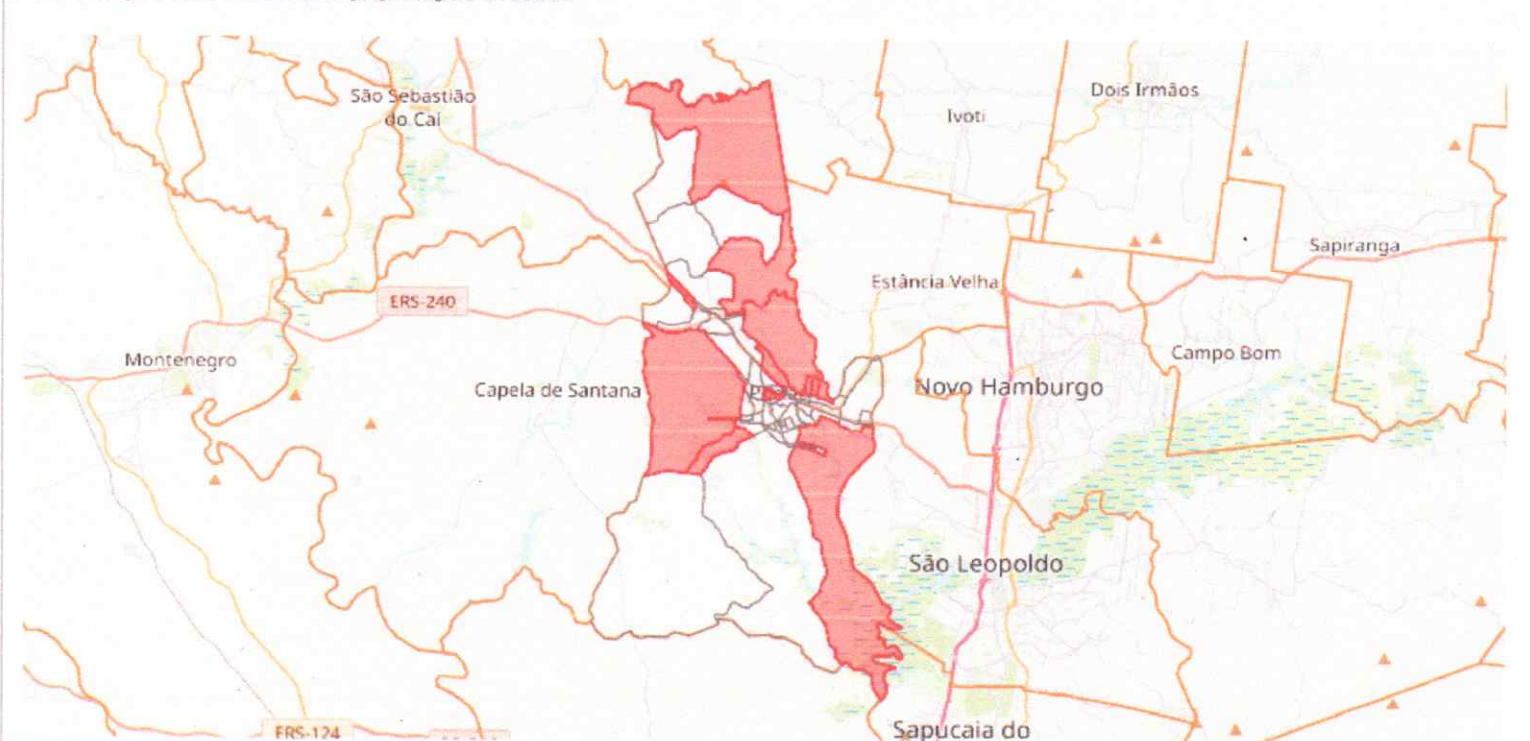 Dois Irmãos
São Sebastião
do Caí
Ivoti
Sapiranga
Estância Velha
ERS-240
Campo Bom
Montenegro
Novo Hamburgo
Capela de Santana
São Leopoldo
ERS-124
Sapucaia do